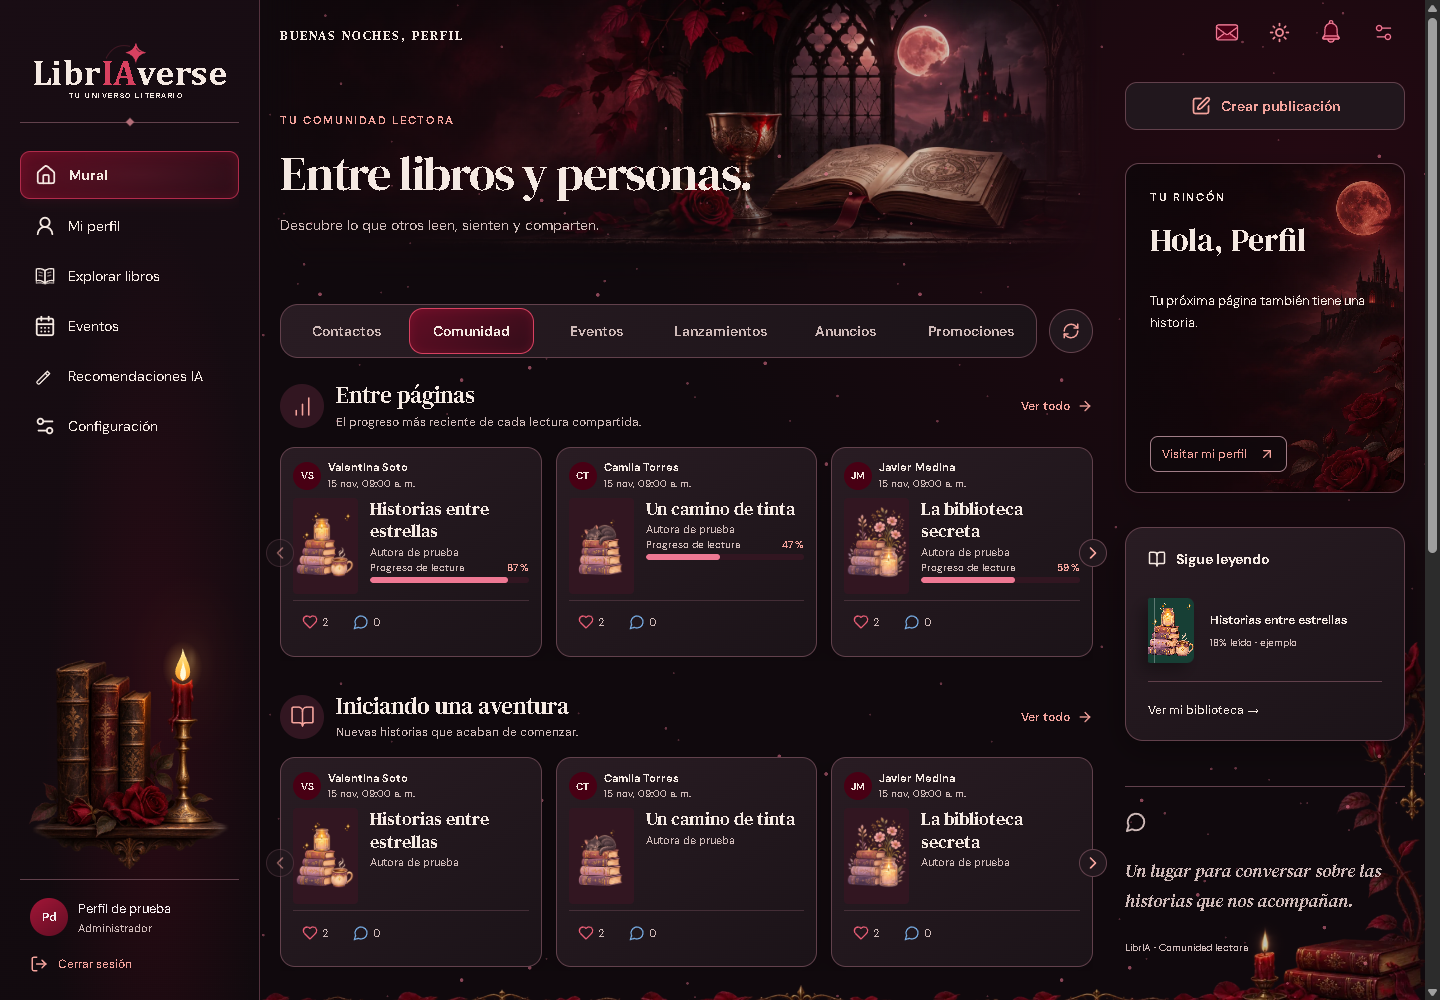 LibrIAverse
TU UNIVERSO LITERARIO
Mural
Mi perfil
Explorar libros
Eventos
Recomendaciones IA
Configuración
Pd
Perfil de prueba
Administrador
Cerrar sesión
BUENAS NOCHES, PERFIL
TU COMUNIDAD LECTORA
Entre libros y personas.
Descubre lo que otros leen, sienten y comparten.
Contactos
Comunidad
Eventos
Lanzamientos
Anuncios
Promociones
Entre páginas
El progreso más reciente de cada lectura compartida.
Ver todo →
VS
Valentina Soto
15 nov, 09:00 a. m.
Historias entre
estrellas
Autora de prueba
Progreso de lectura 87%
2 0
CT
Camila Torres
15 nov, 09:00 a. m.
Un camino de tinta
Autora de prueba
Progreso de lectura 47%
2 0
JM
Javier Medina
15 nov, 09:00 a. m.
La biblioteca
secreta
Autora de prueba
Progreso de lectura 59%
2 0
Iniciando una aventura
Nuevas historias que acaban de comenzar.
Ver todo →
VS
Valentina Soto
15 nov, 09:00 a. m.
Historias entre
estrellas
Autora de prueba
2 0
CT
Camila Torres
15 nov, 09:00 a. m.
Un camino de tinta
Autora de prueba
2 0
JM
Javier Medina
15 nov, 09:00 a. m.
La biblioteca
secreta
Autora de prueba
2 0
Crear publicación
TU RINCÓN
Hola, Perfil
Tu próxima página también tiene una
historia.
Visitar mi perfil
Sigue leyendo
Historias entre estrellas
18% leído · ejemplo
Ver mi biblioteca →
Un lugar para conversar sobre las
historias que nos acompañan.
LibrIA · Comunidad lectora